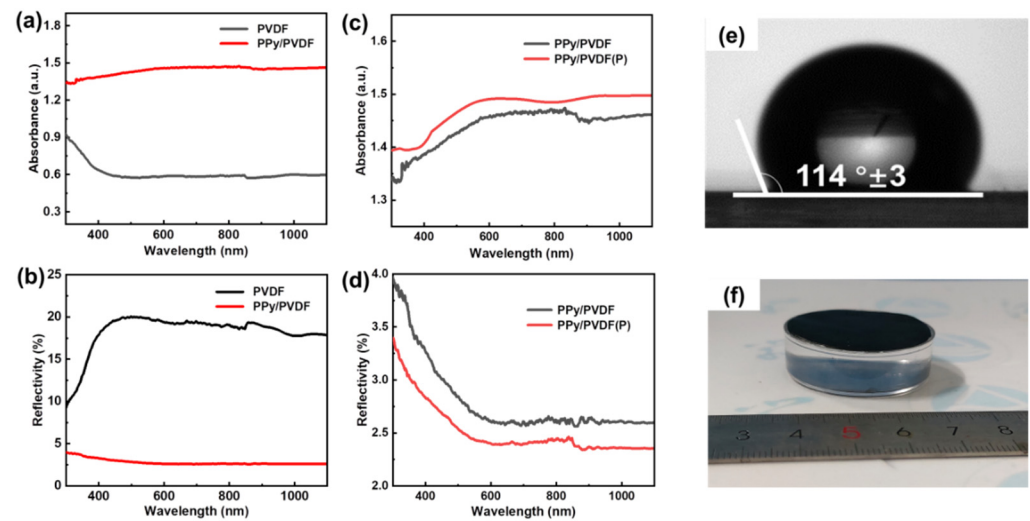 (a)
PVDF
PPy/PVDF
Absorbance (a.u.)
1.8
1.5
1.2
0.9
0.6
0.3
400 600 800 1000
Wavelength (nm)
(b)
PVDF
PPy/PVDF
Reflectivity (%)
25
20
15
10
5
0
400 600 800 1000
Wavelength (nm)
(c)
PPy/PVDF
PPy/PVDF(P)
Absorbance (a.u.)
1.6
1.5
1.4
1.3
400 600 800 1000
Wavelength (nm)
(d)
PPy/PVDF
PPy/PVDF(P)
Reflectivity (%)
4.0
3.5
3.0
2.5
2.0
400 600 800 1000
Wavelength (nm)
(e)
114 °±3
(f)
3 4 5 6 7 8